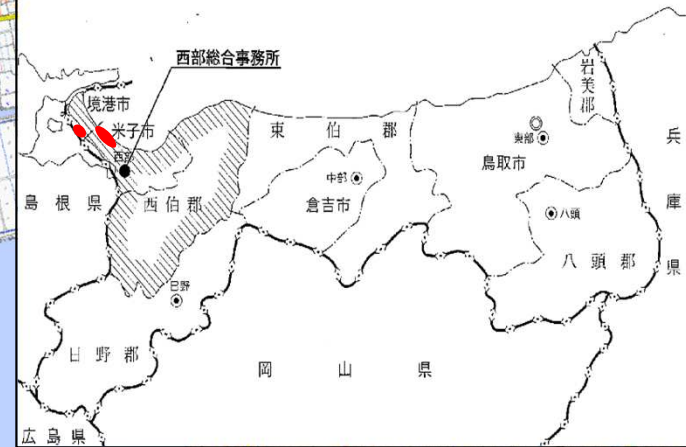 西部総合事務所
境港市
米子市
西部
島根県
西伯郡
東伯郡
中部
倉吉市
岩美郡
東部
鳥取市
兵庫県
八頭
八頭郡
日野
日野郡
岡山県
広島県